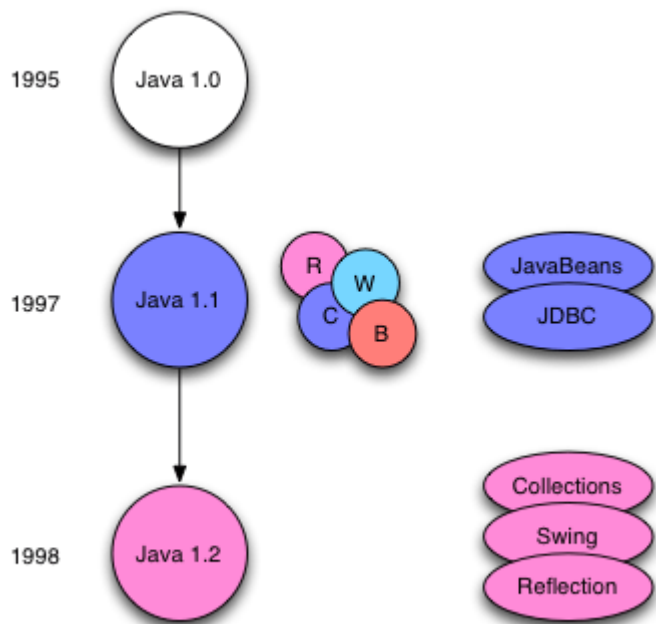 1995
Java 1.0
1997
Java 1.1
R
W
C
B
JavaBeans
JDBC
1998
Java 1.2
Collections
Swing
Reflection